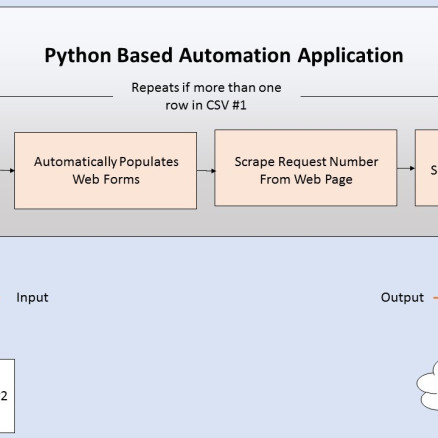 Python Based Automation Application
Repeats if more than one
row in CSV #1
Automatically Populates
Web Forms
Scrape Request Number
From Web Page
S
Input
Output
2